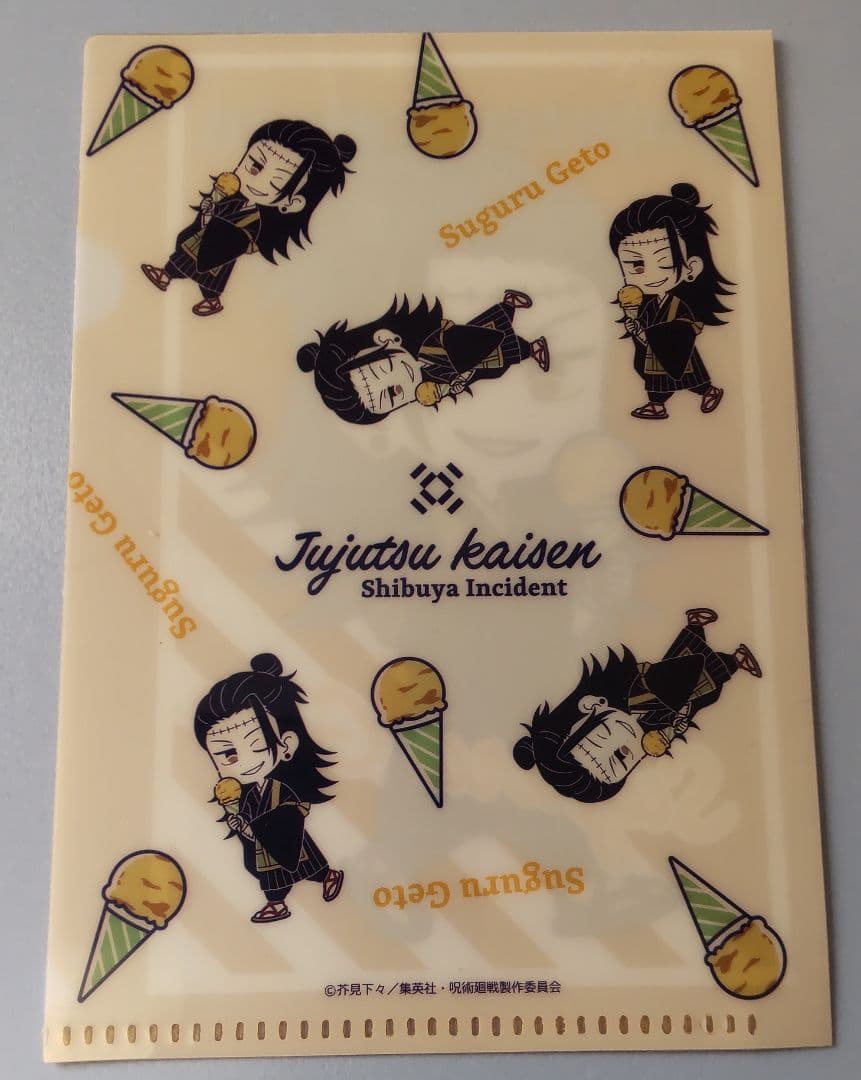 Suguru Geto
Jujutsu kaisen
Shibuya Incident
Suguru Geto
Suguru Geto
©芥見下々／集英社・呪術廻戦製作委員会